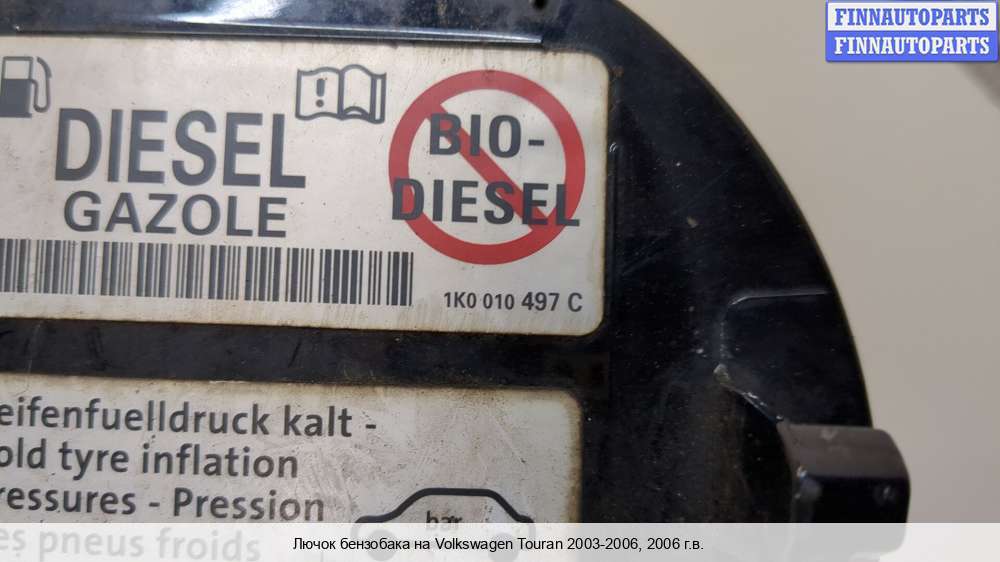 FINNAUTOPARTS
FINNAUTOPARTS
BIO-
DIESEL
DIESEL
GAZOLE
1K0 010 497 C
eifenfuelldruck kalt -
old tyre inflation
ressures - Pression
es pneus froids
bar
Лючок бензобака на Volkswagen Touran 2003-2006, 2006 г.в.